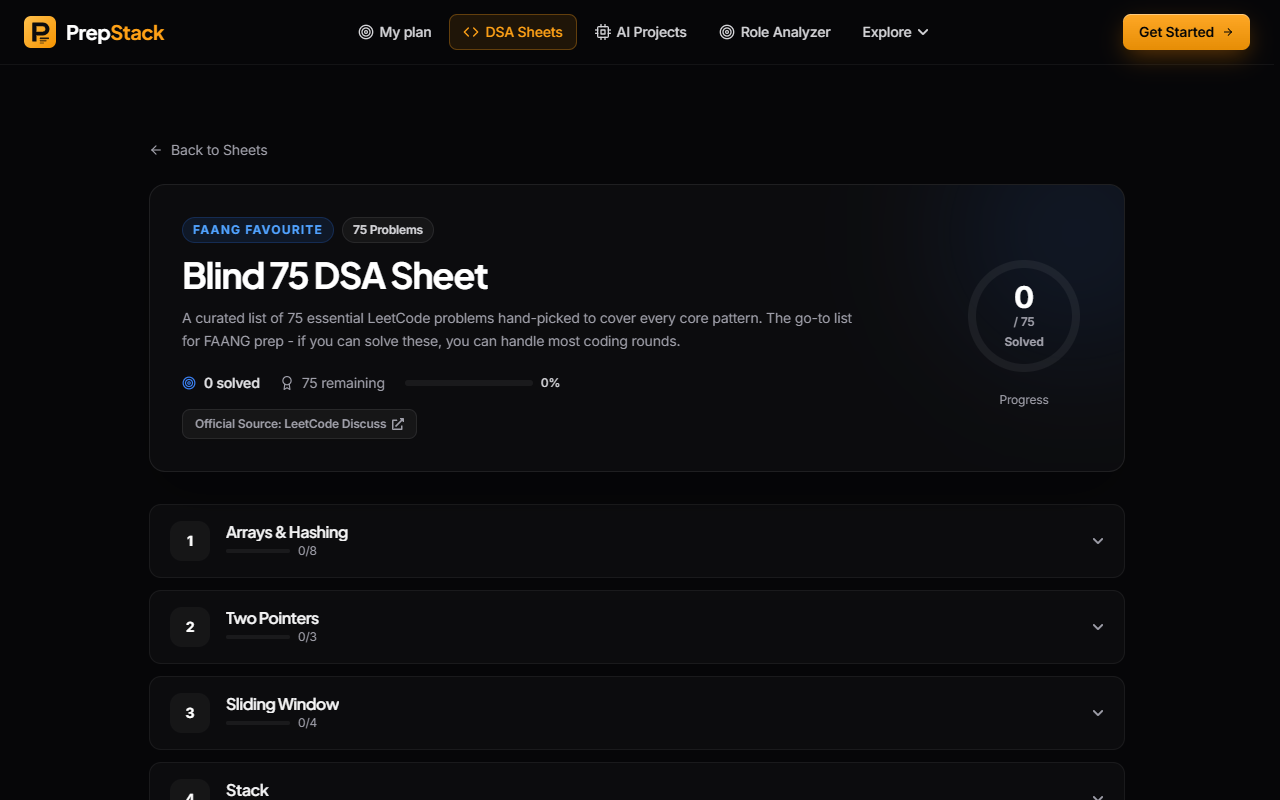 PrepStack
My plan
DSA Sheets
AI Projects
Role Analyzer
Explore
Get Started
Back to Sheets
FAANG FAVOURITE
75 Problems
Blind 75 DSA Sheet
A curated list of 75 essential LeetCode problems hand-picked to cover every core pattern. The go-to list
for FAANG prep - if you can solve these, you can handle most coding rounds.
0 solved
75 remaining
0%
Official Source: LeetCode Discuss
0
/ 75
Solved
Progress
1
Arrays & Hashing
0/8
2
Two Pointers
0/3
3
Sliding Window
0/4
4
Stack